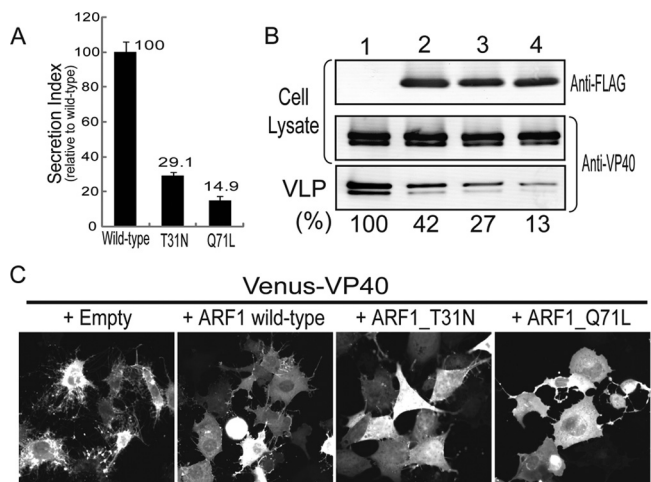 A
120
100
80
60
40
20
0
Secretion Index
(relative to wild-type)
100
29.1
14.9
Wild-type T31N Q71L
B
1 2 3 4
Cell
Lysate
Anti-FLAG
Anti-VP40
VLP
(%) 100 42 27 13
C
Venus-VP40
+ Empty + ARF1 wild-type + ARF1_T31N + ARF1_Q71L